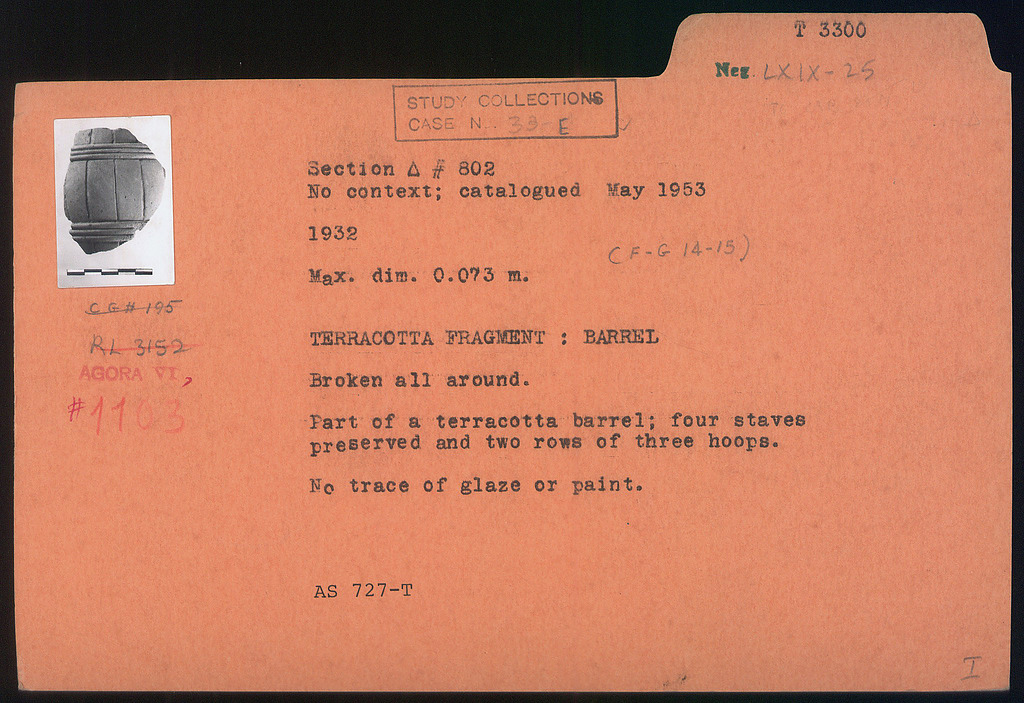 T 3300
Neg. LXIX-25
STUDY COLLECTIONS
CASE N. 39 E
Section Δ # 802
No context; catalogued May 1953
1932
(F-G 14-15)
Max. dim. 0.073 m.
CG# 195
RL 3152
AGORA VI,
#1103
TERRACOTTA FRAGMENT : BARREL
Broken all around.
Part of a terracotta barrel; four staves
preserved and two rows of three hoops.
No trace of glaze or paint.
AS 727-T
I